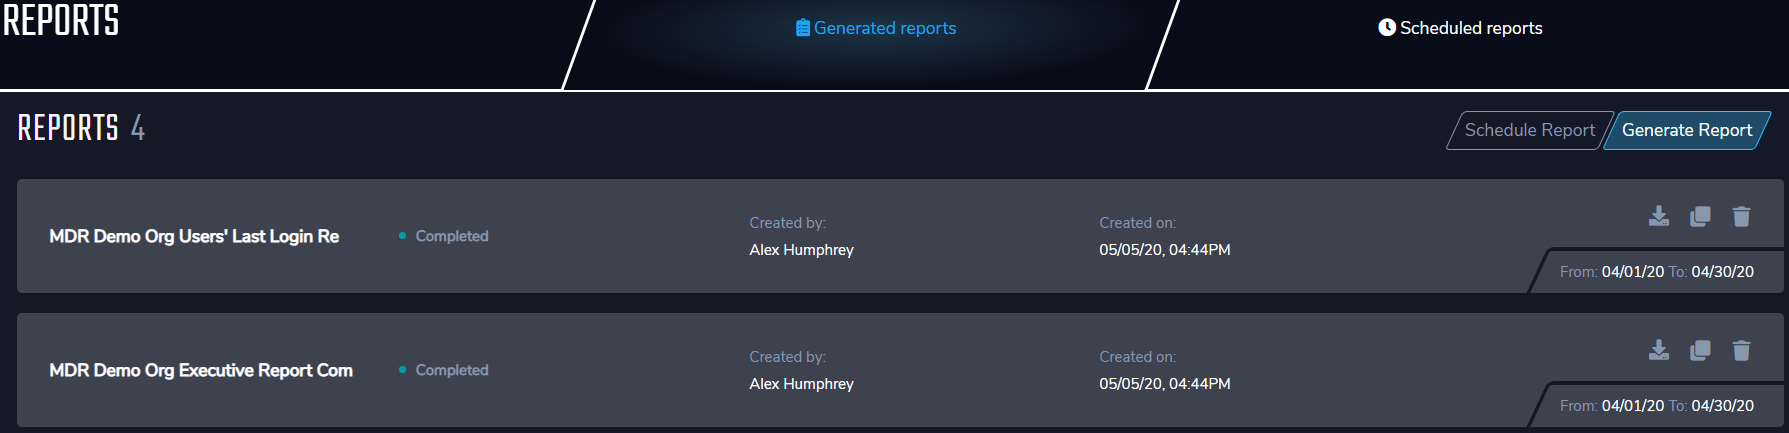 REPORTS
Generated reports
Scheduled reports
REPORTS 4
Schedule Report
Generate Report
MDR Demo Org Users' Last Login Re
Completed
Created by:
Alex Humphrey
Created on:
05/05/20, 04:44PM
From: 04/01/20 To: 04/30/20
MDR Demo Org Executive Report Com
Completed
Created by:
Alex Humphrey
Created on:
05/05/20, 04:44PM
From: 04/01/20 To: 04/30/20